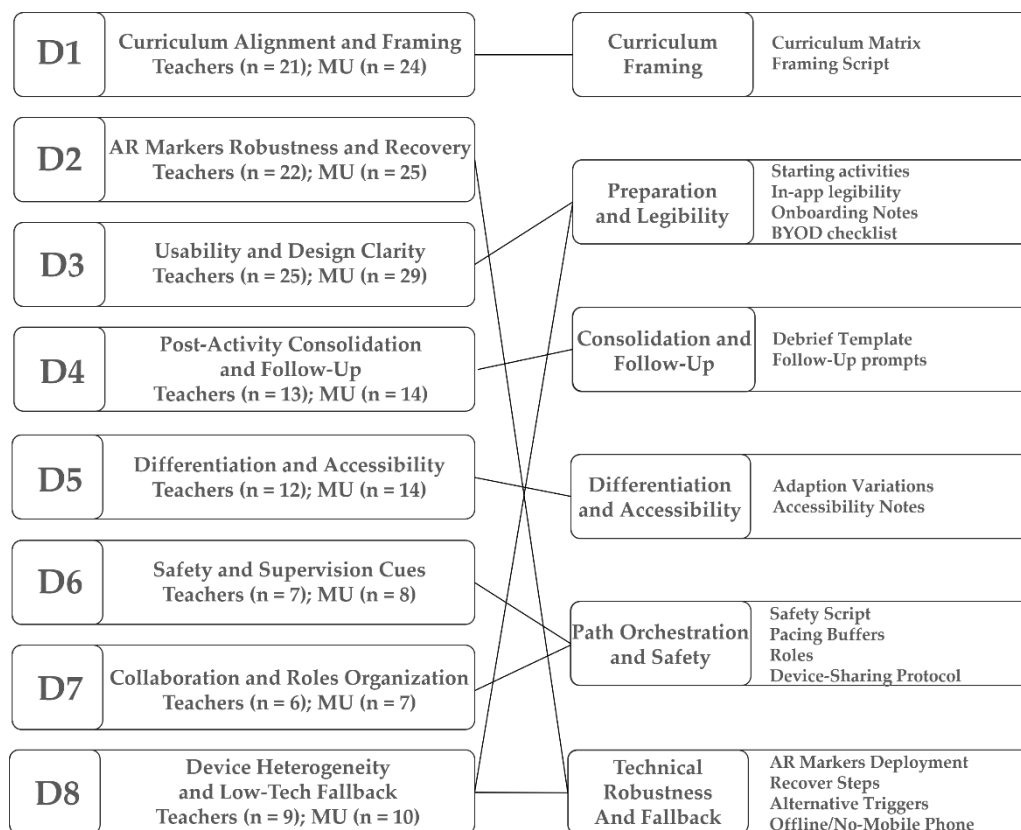 D1
Curriculum Alignment and Framing
Teachers (n = 21); MU (n = 24)
Curriculum
Framing
Curriculum Matrix
Framing Script
D2
AR Markers Robustness and Recovery
Teachers (n = 22); MU (n = 25)
Preparation
and Legibility
Starting activities
In-app legibility
Onboarding Notes
BYOD checklist
D3
Usability and Design Clarity
Teachers (n = 25); MU (n = 29)
D4
Post-Activity Consolidation
and Follow-Up
Teachers (n = 13); MU (n = 14)
Consolidation and
Follow-Up
Debrief Template
Follow-Up prompts
D5
Differentiation and Accessibility
Teachers (n = 12); MU (n = 14)
Differentiation
and Accessibility
Adaption Variations
Accessibility Notes
D6
Safety and Supervision Cues
Teachers (n = 7); MU (n = 8)
Path Orchestration
and Safety
Safety Script
Pacing Buffers
Roles
Device-Sharing Protocol
D7
Collaboration and Roles Organization
Teachers (n = 6); MU (n = 7)
D8
Device Heterogeneity
and Low-Tech Fallback
Teachers (n = 9); MU (n = 10)
Technical
Robustness
And Fallback
AR Markers Deployment
Recover Steps
Alternative Triggers
Offline/No-Mobile Phone